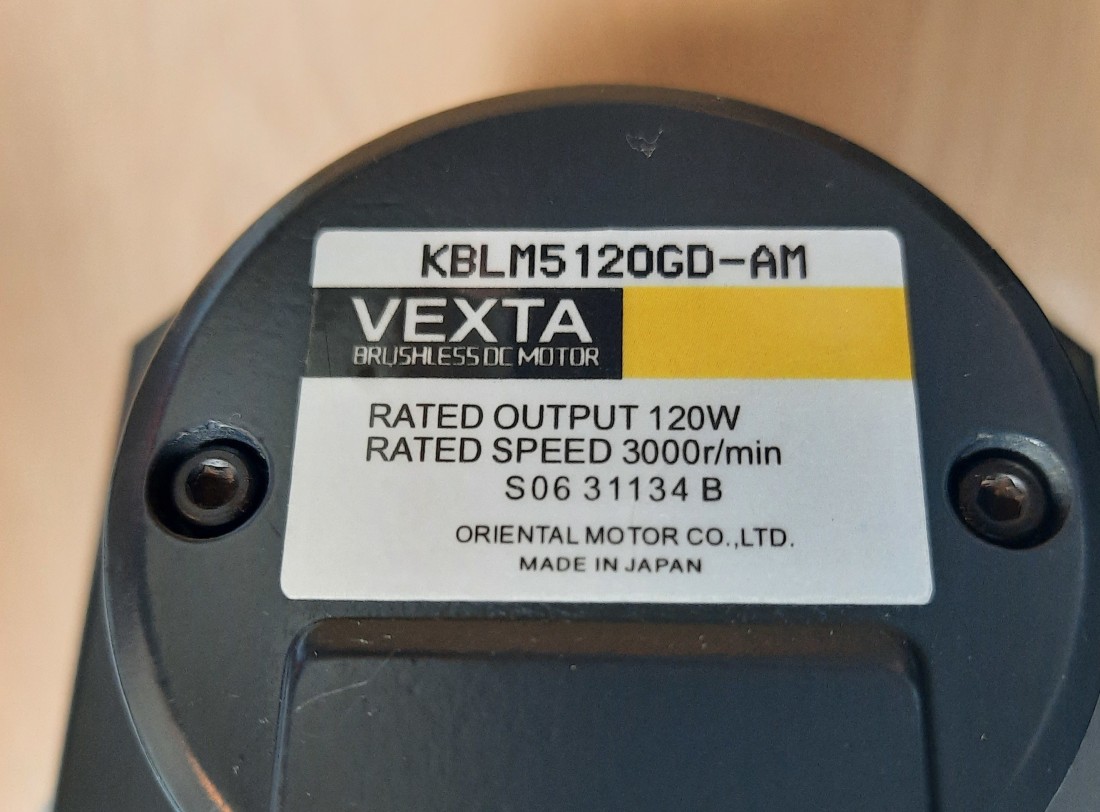 KBLM5120GD-AM
VEXTA
BRUSHLESS DC MOTOR
RATED OUTPUT 120W
RATED SPEED 3000r/min
S06 31134 B
ORIENTAL MOTOR CO.,LTD.
MADE IN JAPAN